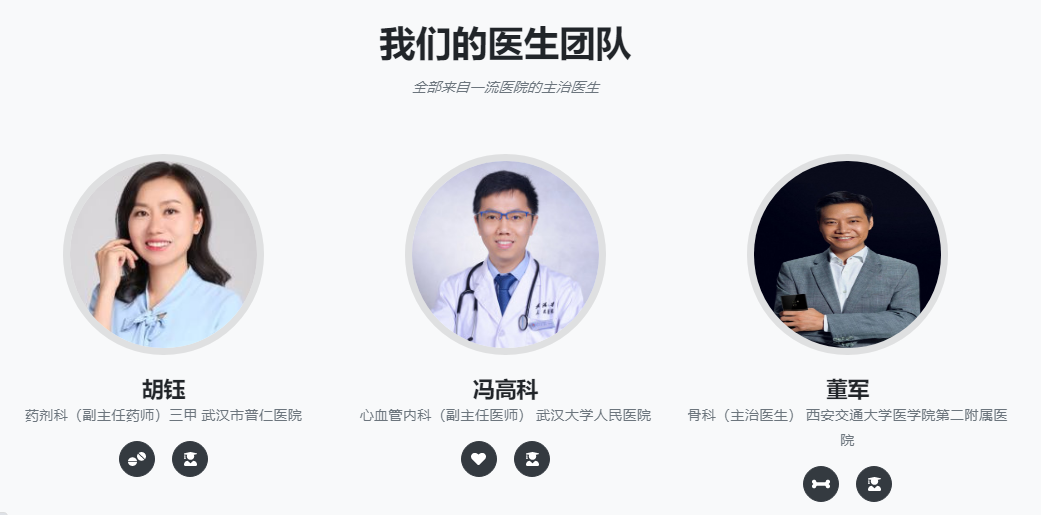 我们的医生团队
全部来自一流医院的主治医生
胡钰
药剂科（副主任药师）三甲 武汉市普仁医院
冯高科
心血管内科（副主任医师） 武汉大学人民医院
董军
骨科（主治医生） 西安交通大学医学院第二附属医
院